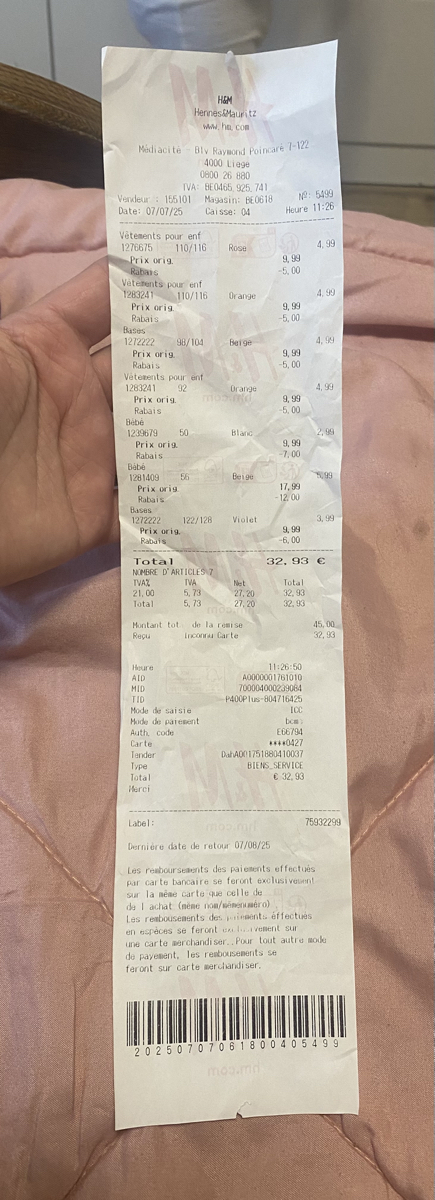 H&M
Hennes&Mauritz
www.hm.com
Médiacité - Blv Raymond Poincaré 7-122
4000 Liège
0800 26 880
TVA: BE0465.925.741
Vendeur : 155101 Magasin: BE0618 Nº: 5499
Date: 07/07/25 Caisse: 04 Heure 11:26
Vêtements pour enf
1276675 110/116 Rose 4,99
Prix orig. 9,99
Rabais -5,00
Vêtements pour enf
1283241 110/116 Orange 4,99
Prix orig. 9,99
Rabais -5,00
Bases
1272222 98/104 Beige 4,99
Prix orig. 9,99
Rabais -5,00
Vêtements pour enf
1283241 92 Orange 4,99
Prix orig. 9,99
Rabais -5,00
Bébé
1239679 50 Blanc 2,99
Prix orig. 9,99
Rabais -7,00
Bébé
1281409 56 Beige 5,99
Prix orig. 17,99
Rabais -12,00
Bases
1272222 122/128 Violet 3,99
Prix orig. 9,99
Rabais -6,00
Total 32,93 €
NOMBRE D'ARTICLES 7
TVA% TVA Net Total
21,00 5,73 27,20 32,93
Total 5,73 27,20 32,93
Montant tot. de la remise 45,00
Reçu Inconnu Carte 32,93
Heure 11:26:50
AID A0000001761010
MID 700004000239084
TID P400Plus-804716425
Mode de saisie ICC
Mode de paiement bcm
Auth. code E66794
Carte ****0427
Tender DahA001751880410037
Type BIENS_SERVICE
Total € 32,93
Merci
Label: 75932299
Dernière date de retour 07/08/25
Les remboursements des paiements effectués
par carte bancaire se feront exclusivement
sur la même carte que celle de
de l achat (même nom/mêmenuméro)
Les remboursements des paiements effectués
en espèces se feront exclusivement sur
une carte merchandiser. Pour tout autre mode
de payement, les remboursements se
feront sur carte merchandiser.
20250707061800405499
hm.com